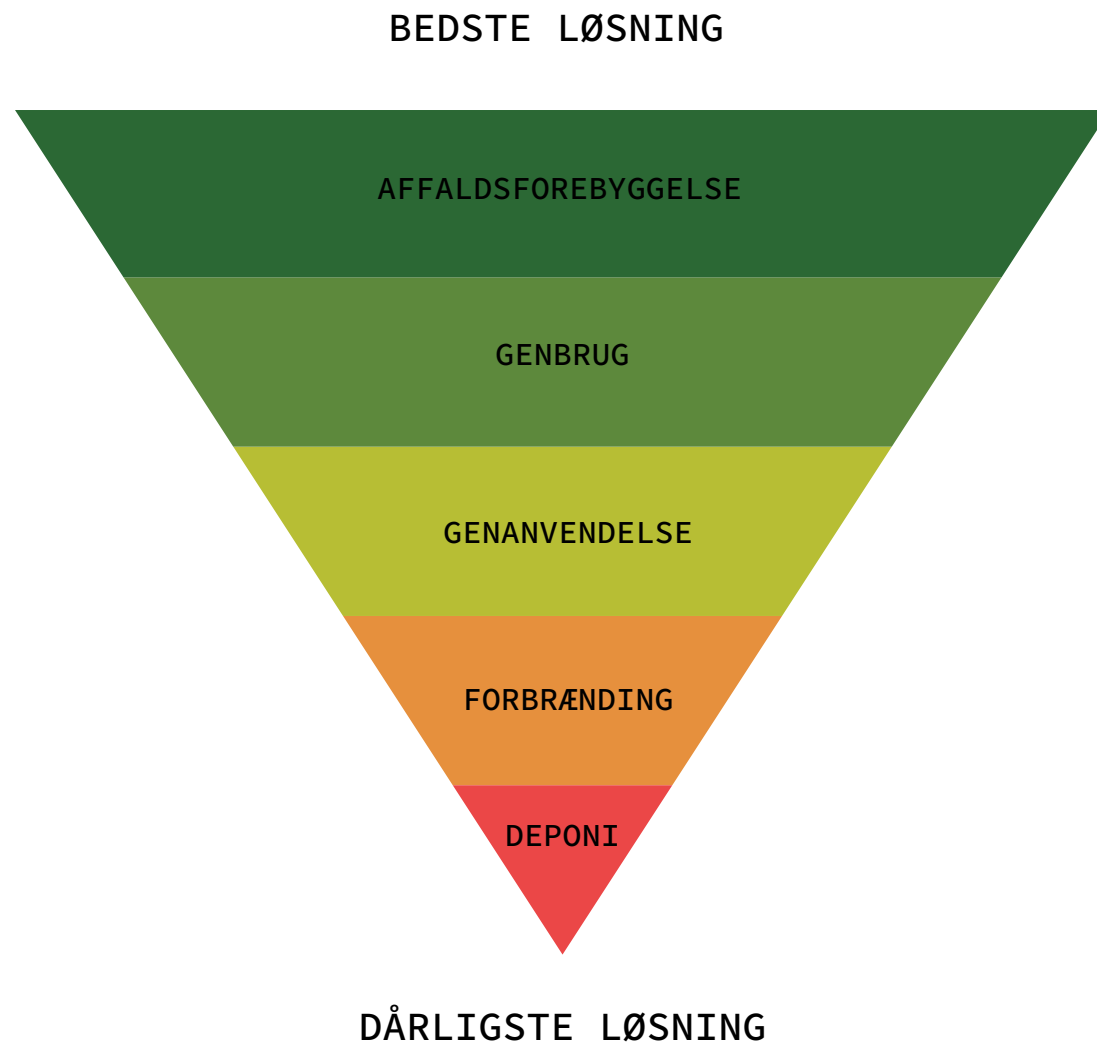 BEDSTE LØSNING
AFFALDSFOREBYGGELSE
GENBRUG
GENANVENDELSE
FORBRÆNDING
DEPONI
DÅRLIGSTE LØSNING